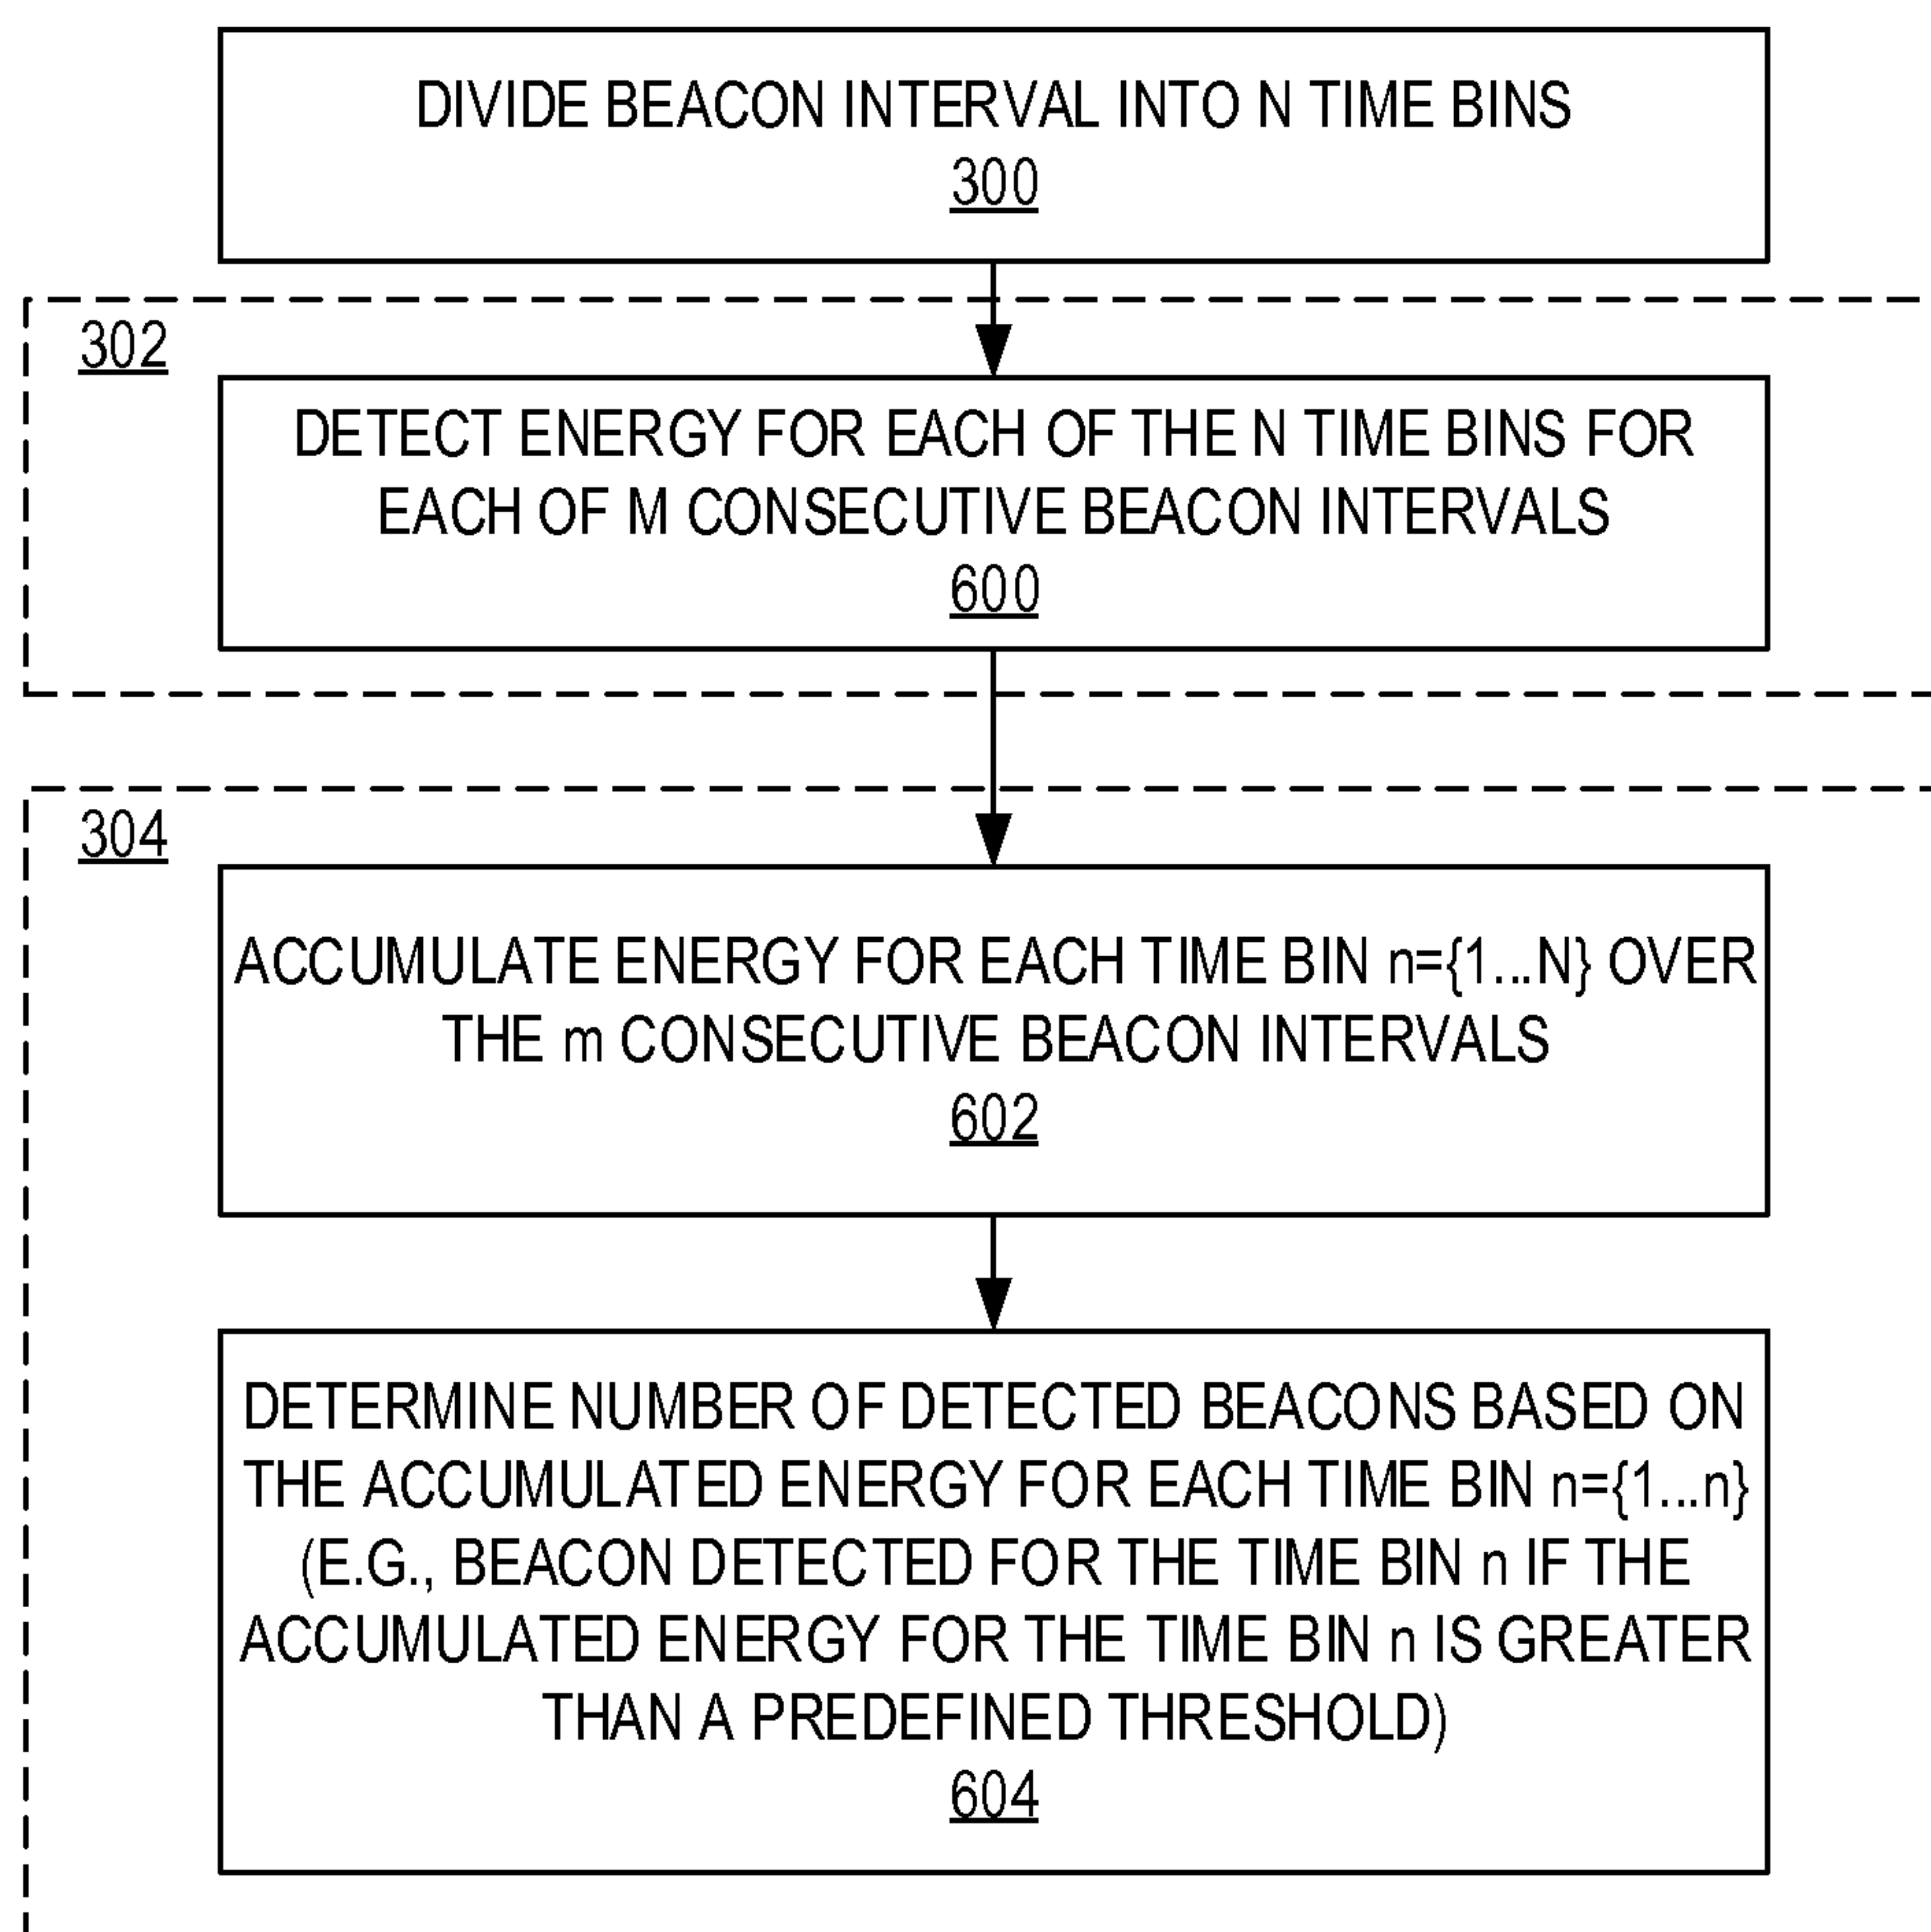 DIVIDE BEACON INTERVAL INTO N TIME BINS
300
302
DETECT ENERGY FOR EACH OF THE N TIME BINS FOR
EACH OF M CONSECUTIVE BEACON INTERVALS
600
304
ACCUMULATE ENERGY FOR EACH TIME BIN n={1...N} OVER
THE m CONSECUTIVE BEACON INTERVALS
602
DETERMINE NUMBER OF DETECTED BEACONS BASED ON
THE ACCUMULATED ENERGY FOR EACH TIME BIN n={1...n}
(E.G., BEACON DETECTED FOR THE TIME BIN n IF THE
ACCUMULATED ENERGY FOR THE TIME BIN n IS GREATER
THAN A PREDEFINED THRESHOLD)
604